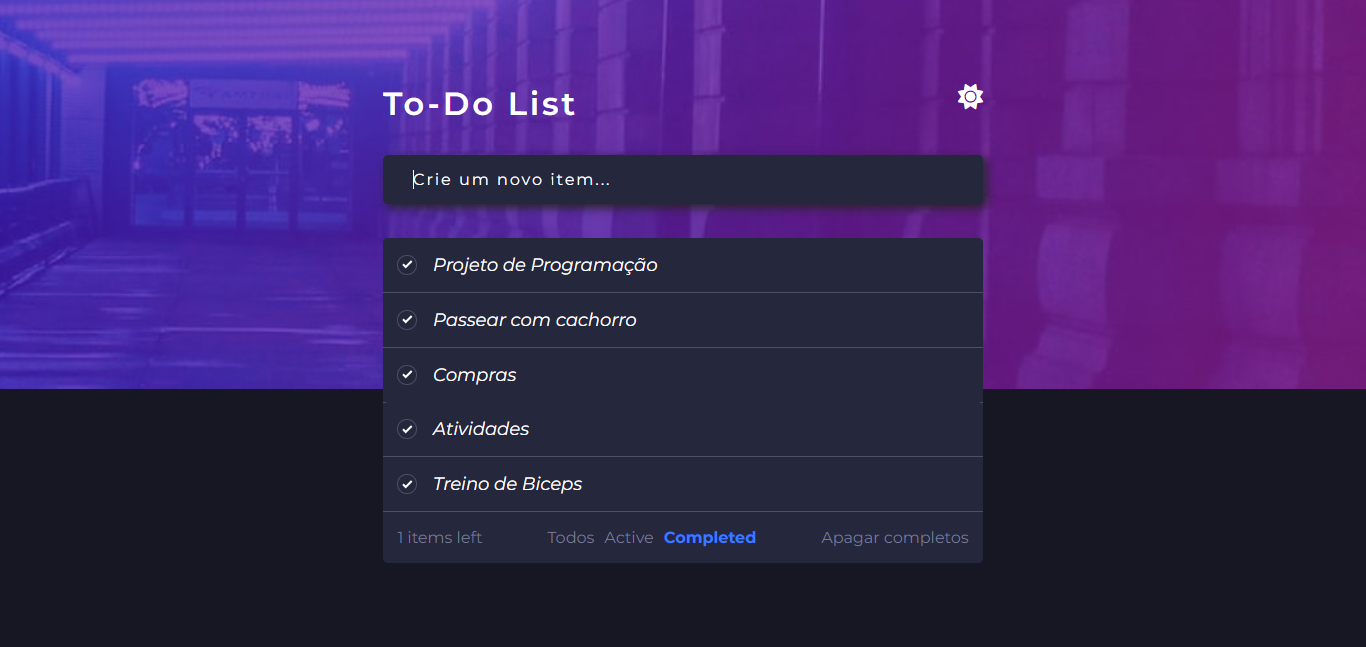 To-Do List
Crie um novo item...
Projeto de Programação
Passear com cachorro
Compras
Atividades
Treino de Biceps
1 items left Todos Active Completed Apagar completos